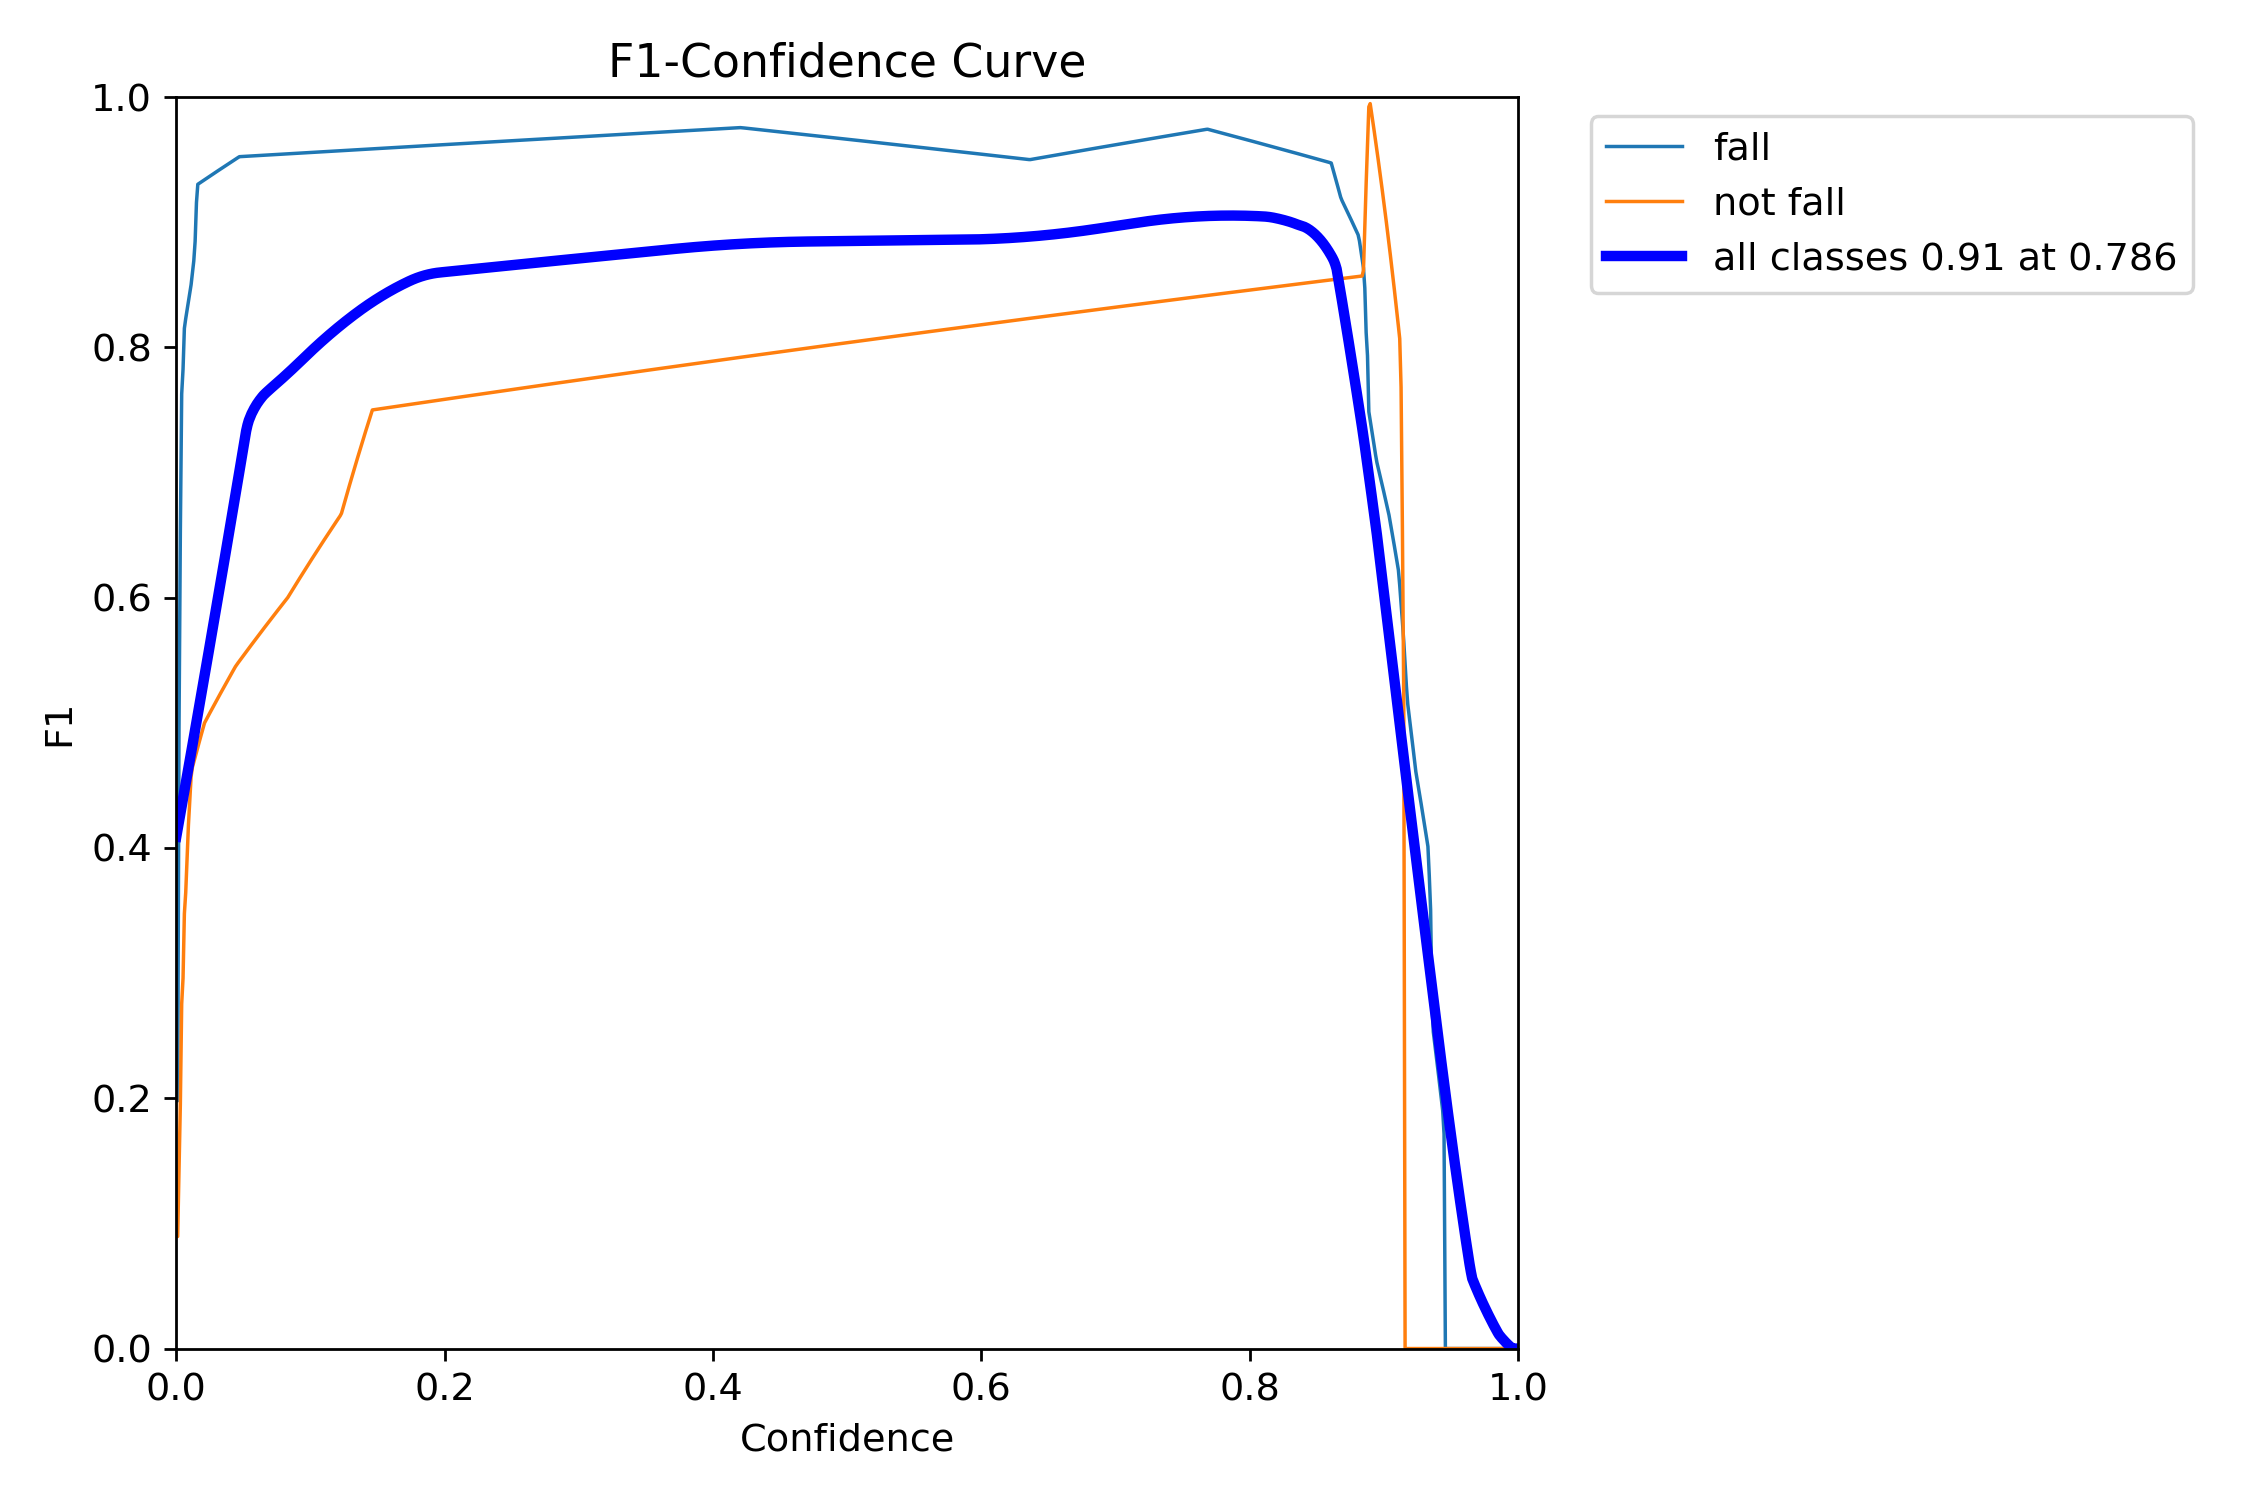 F1-Confidence Curve
1.0
0.8
0.6
0.4
0.2
0.0
F1
0.0 0.2 0.4 0.6 0.8 1.0
Confidence
fall
not fall
all classes 0.91 at 0.786